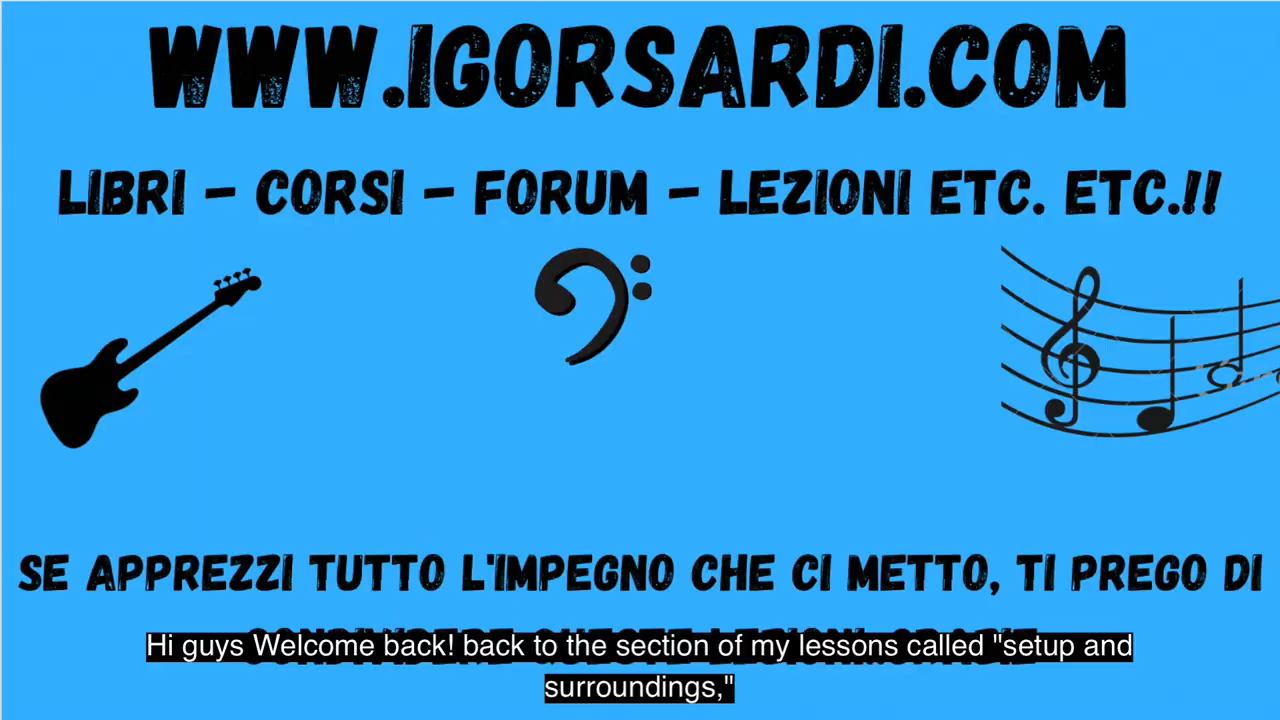 WWW.IGORSARDI.COM
LIBRI - CORSI - FORUM - LEZIONI ETC. ETC.!!
SE APPREZZI TUTTO L'IMPEGNO CHE CI METTO, TI PREGO DI
Hi guys Welcome back! back to the section of my lessons called "setup and
surroundings,"